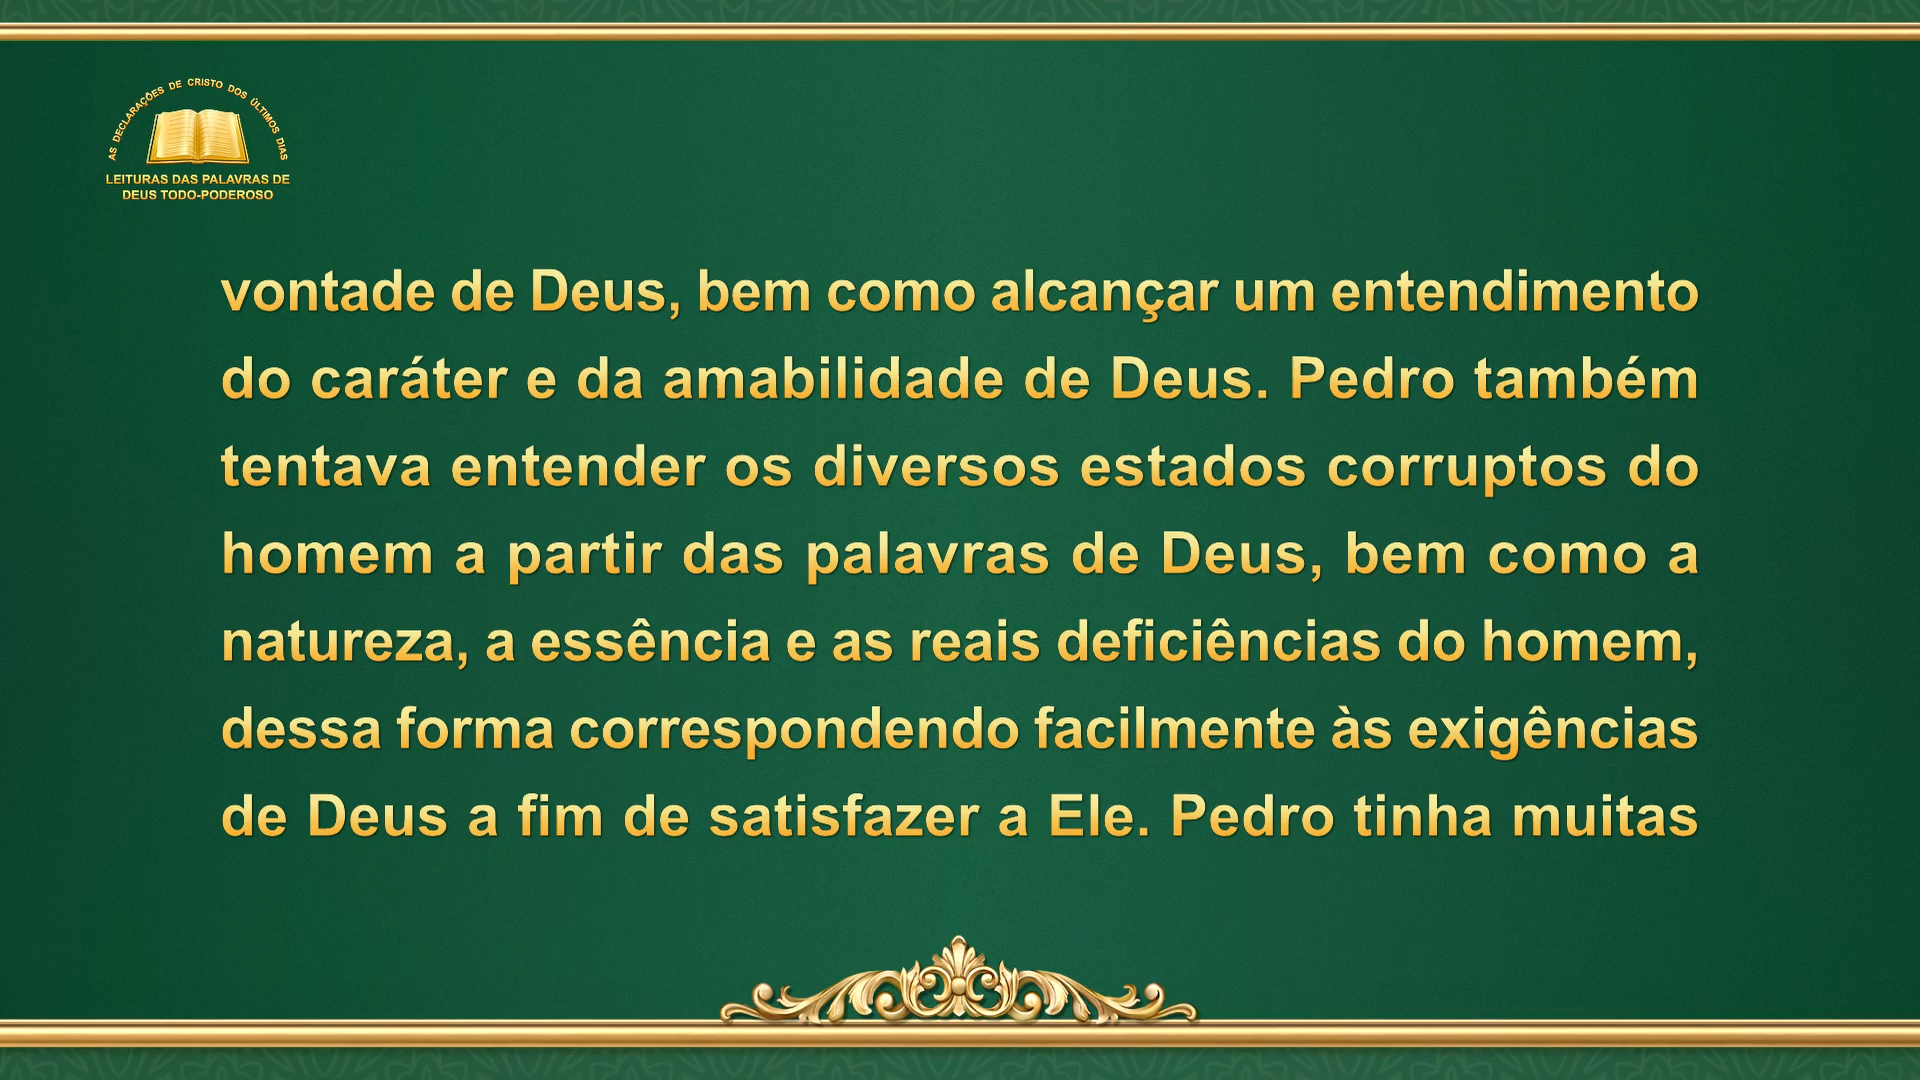 AS DECLARAÇÕES DE CRISTO DOS ÚLTIMOS DIAS
LEITURAS DAS PALAVRAS DE
DEUS TODO-PODEROSO
vontade de Deus, bem como alcançar um entendimento
do caráter e da amabilidade de Deus. Pedro também
tentava entender os diversos estados corruptos do
homem a partir das palavras de Deus, bem como a
natureza, a essência e as reais deficiências do homem,
dessa forma correspondendo facilmente às exigências
de Deus a fim de satisfazer a Ele. Pedro tinha muitas